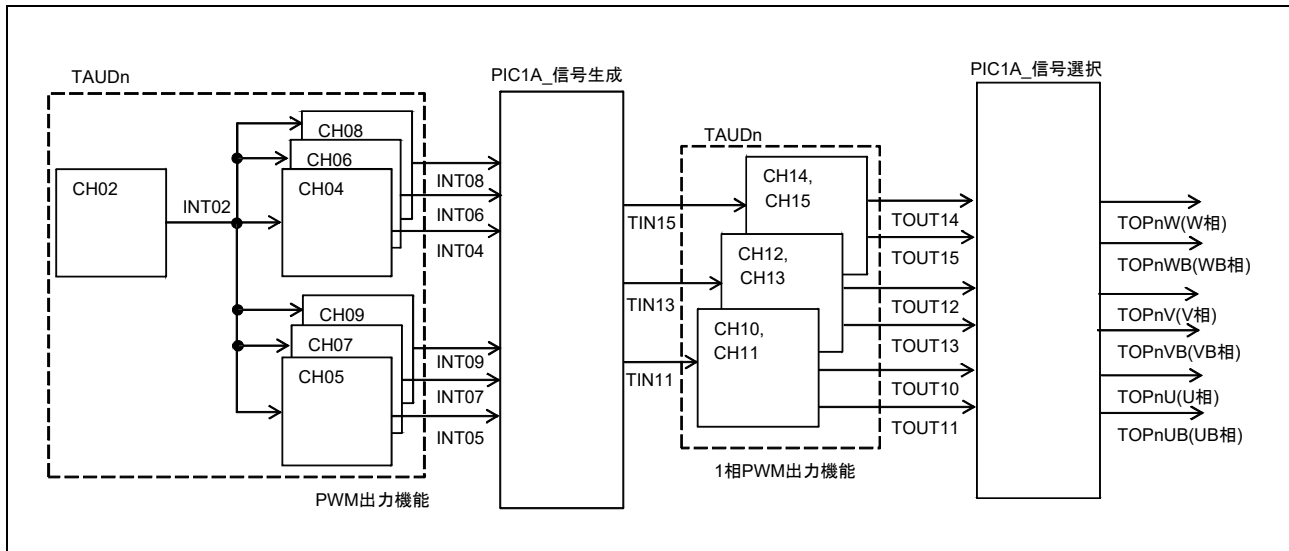 TAUDn
CH02
INT02
CH08
CH06
CH04
CH09
CH07
CH05
INT08
INT06
INT04
INT09
INT07
INT05
PWM出力機能
PIC1A_信号生成
TIN15
TIN13
TIN11
TAUDn
CH14,
CH15
CH12,
CH13
CH10,
CH11
1相PWM出力機能
TOUT14
TOUT15
TOUT12
TOUT13
TOUT10
TOUT11
PIC1A_信号選択
TOPnW(W相)
TOPnWB(WB相)
TOPnV(V相)
TOPnVB(VB相)
TOPnU(U相)
TOPnUB(UB相)